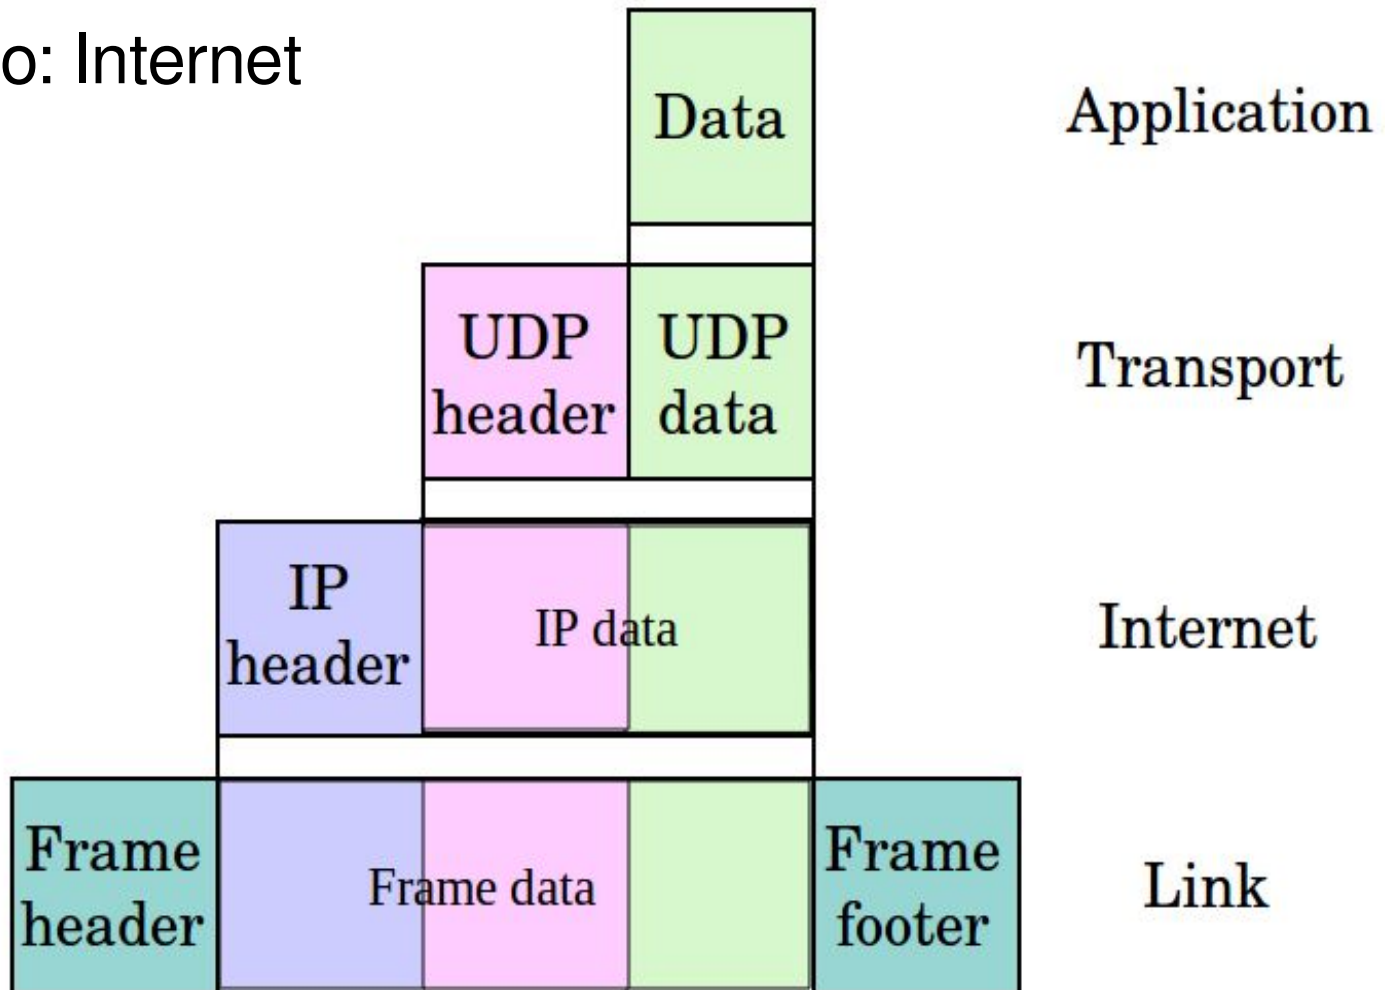 o: Internet
Data
Application
UDP
header
UDP
data
Transport
IP
header
IP data
Internet
Frame
header
Frame data
Frame
footer
Link